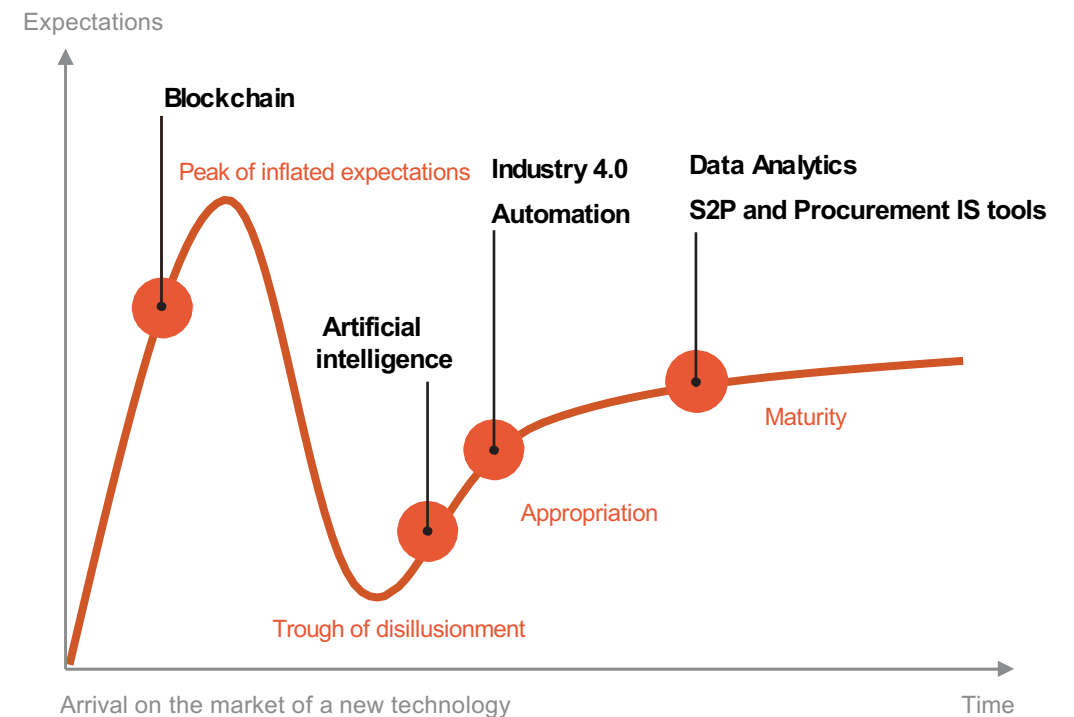 Expectations
Blockchain
Peak of inflated expectations
Industry 4.0
Automation
Data Analytics
S2P and Procurement IS tools
Artificial
intelligence
Maturity
Appropriation
Trough of disillusionment
Arrival on the market of a new technology
Time